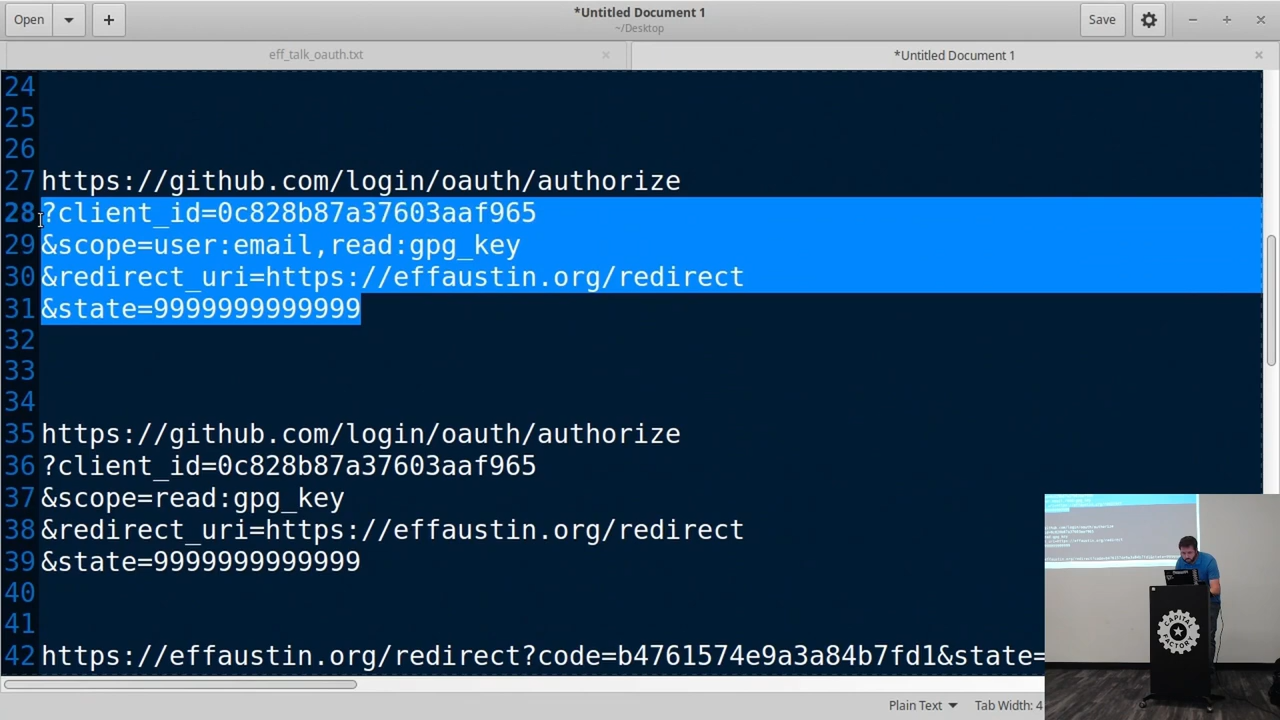 Open
*Untitled Document 1
~/Desktop
Save
eff_talk_oauth.txt
*Untitled Document 1
24
25
26
27 https://github.com/login/oauth/authorize
28 ?client_id=0c828b87a37603aaf965
29 &scope=user:email,read:gpg_key
30 &redirect_uri=https://effaustin.org/redirect
31 &state=9999999999999
32
33
34
35 https://github.com/login/oauth/authorize
36 ?client_id=0c828b87a37603aaf965
37 &scope=read:gpg_key
38 &redirect_uri=https://effaustin.org/redirect
39 &state=9999999999999
40
41
42 https://effaustin.org/redirect?code=b4761574e9a3a84b7fd1&state=
Plain Text
Tab Width: 4
CAPITAL
FACTORY